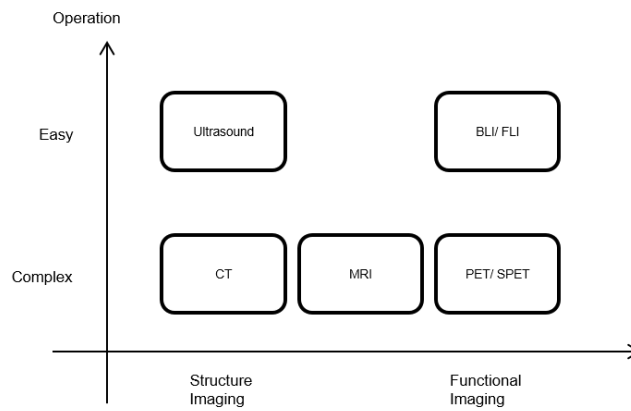 Operation
Easy
Ultrasound
BLI/ FLI
Complex
CT
MRI
PET/ SPET
Structure
Imaging
Functional
Imaging